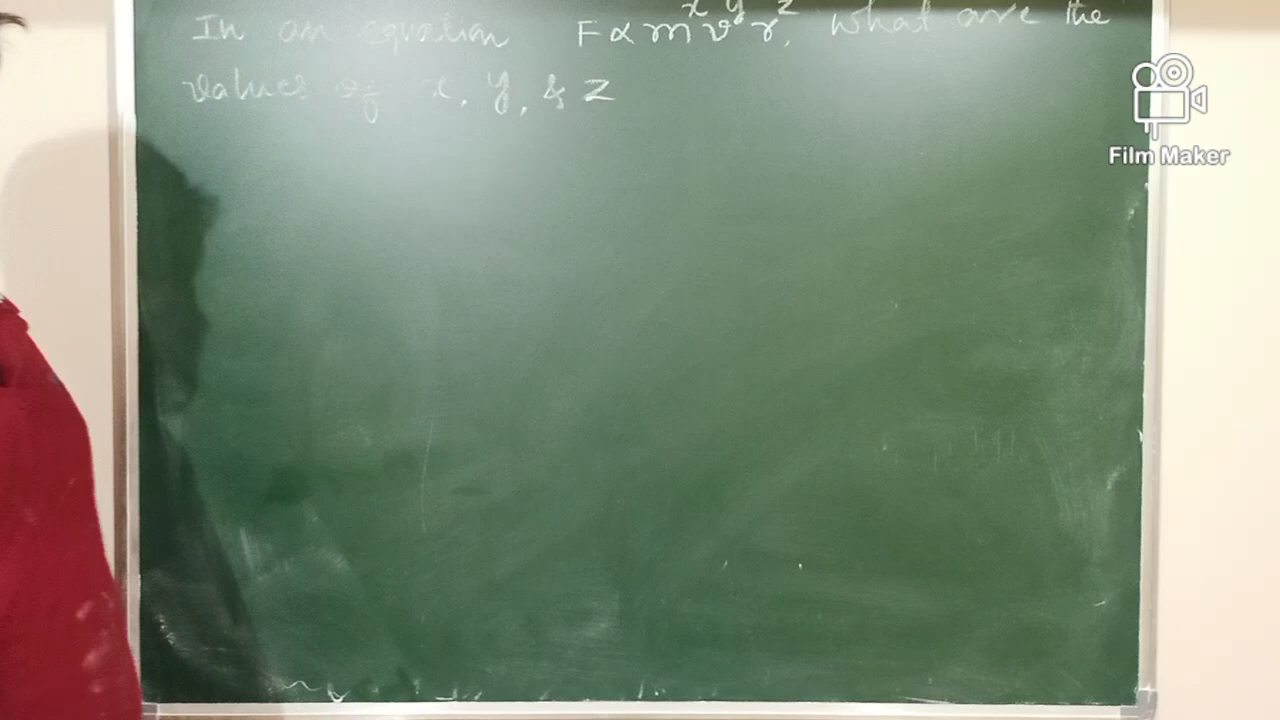 In an equation F ∝ m^x v^y r^z, what are the
values of x, y, & z
Film Maker